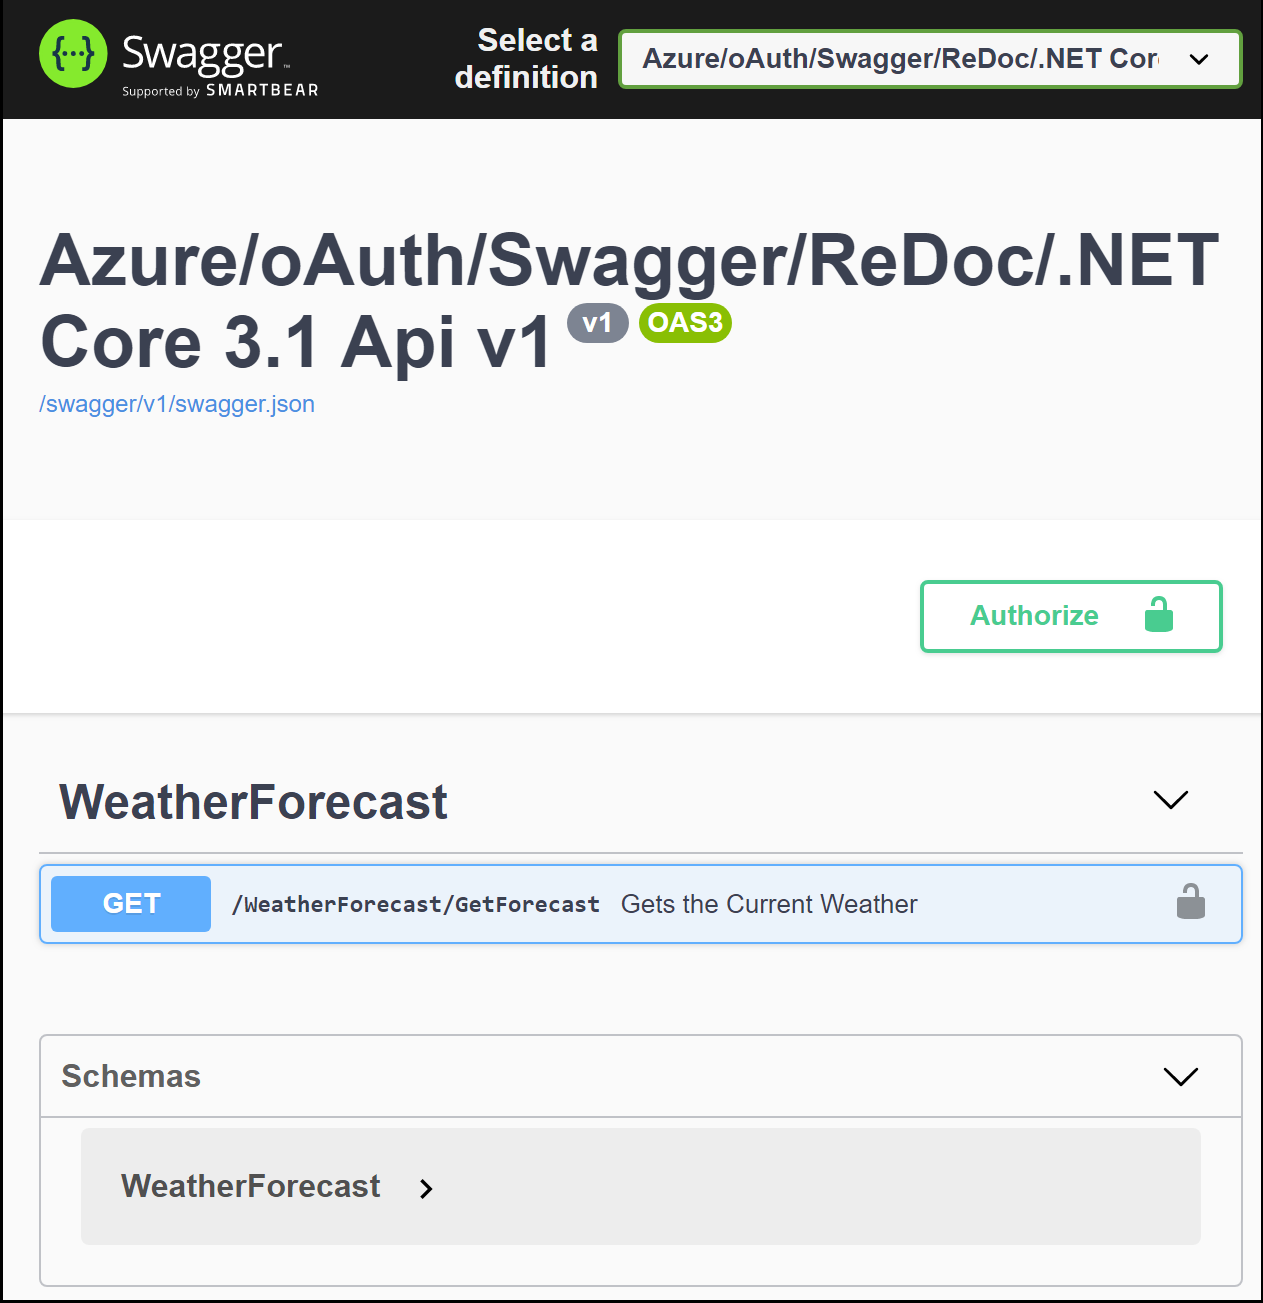 {···} Swagger™
Supported by SMARTBEAR
Select a
definition
Azure/oAuth/Swagger/ReDoc/.NET Cor
Azure/oAuth/Swagger/ReDoc/.NET
Core 3.1 Api v1 v1 OAS3
/swagger/v1/swagger.json
Authorize
WeatherForecast
GET /WeatherForecast/GetForecast Gets the Current Weather
Schemas
WeatherForecast